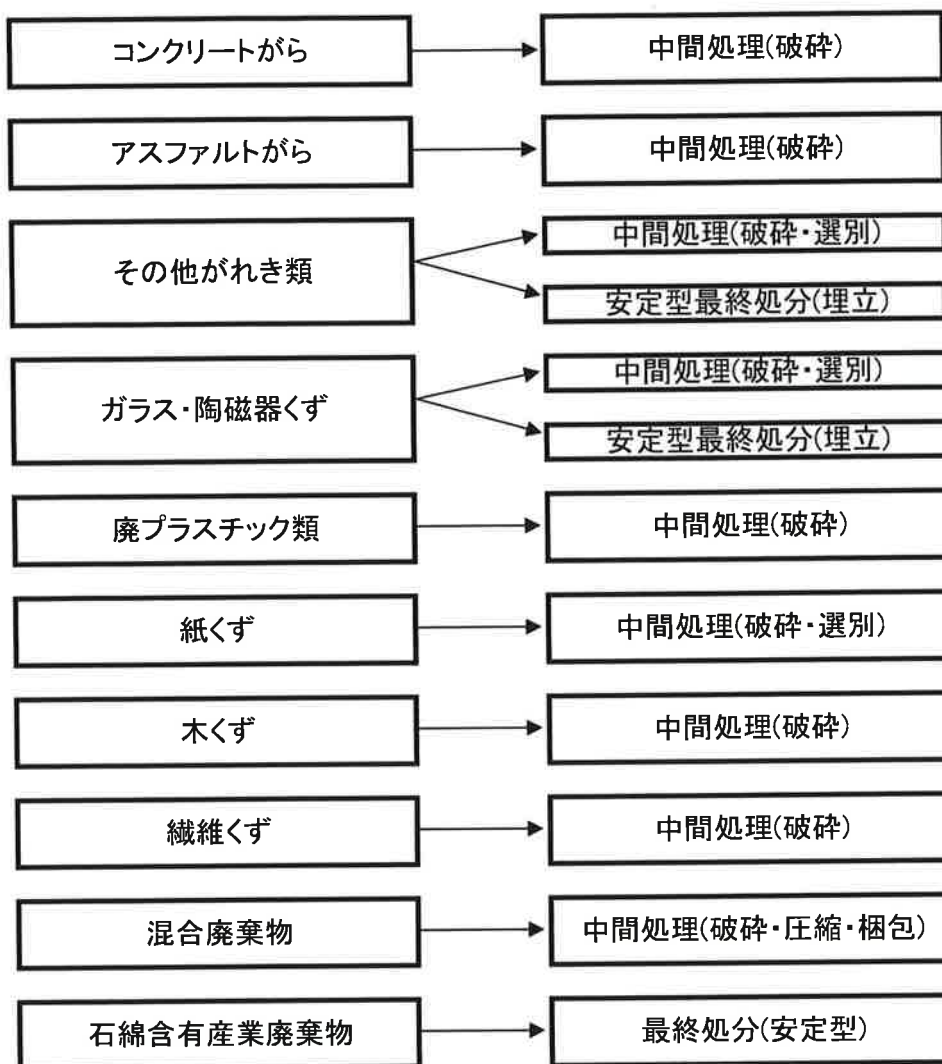 コンクリートがら
中間処理(破砕)
アスファルトがら
中間処理(破砕)
その他がれき類
中間処理(破砕・選別)
安定型最終処分(埋立)
ガラス・陶磁器くず
中間処理(破砕・選別)
安定型最終処分(埋立)
廃プラスチック類
中間処理(破砕)
紙くず
中間処理(破砕・選別)
木くず
中間処理(破砕)
繊維くず
中間処理(破砕)
混合廃棄物
中間処理(破砕・圧縮・梱包)
石綿含有産業廃棄物
最終処分(安定型)